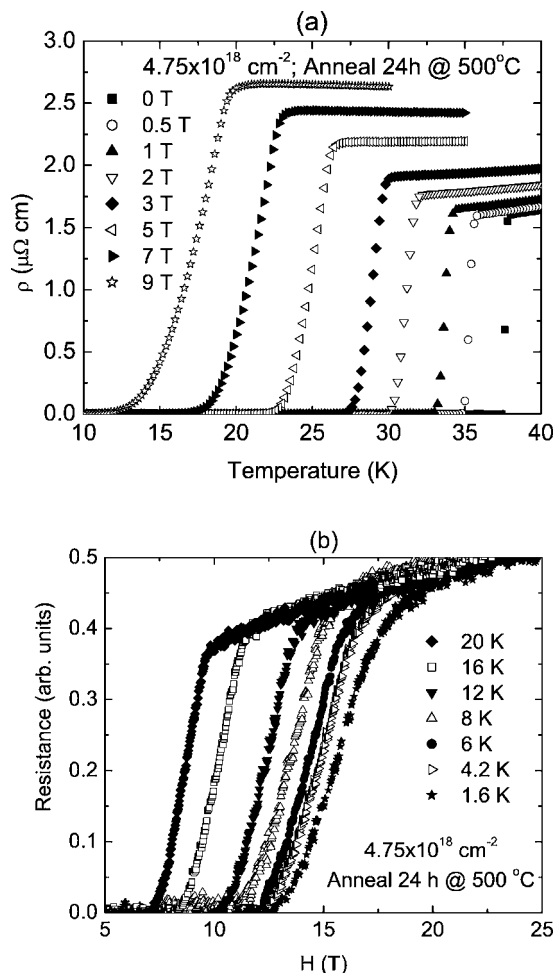 (a)
4.75x10^18 cm^-2; Anneal 24h @ 500°C
0 T
0.5 T
1 T
2 T
3 T
5 T
7 T
9 T
3.0
2.5
2.0
1.5
1.0
0.5
0.0
ρ (μΩ cm)
10 15 20 25 30 35 40
Temperature (K)
(b)
0.5
0.4
0.3
0.2
0.1
0.0
Resistance (arb. units)
20 K
16 K
12 K
8 K
6 K
4.2 K
1.6 K
4.75x10^18 cm^-2
Anneal 24 h @ 500 °C
5 10 15 20 25
H (T)